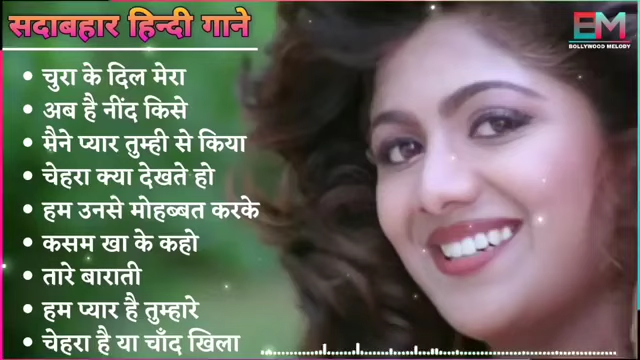 सदाबहार हिन्दी गाने
EM
BOLLYWOOD MELODY
• चुरा के दिल मेरा
• अब है नींद किसे
• मैने प्यार तुम्ही से किया
• चेहरा क्या देखते हो
• हम उनसे मोहब्बत करके
• कसम खा के कहो
• तारे बाराती
• हम प्यार है तुम्हारे
• चेहरा है या चाँद खिला